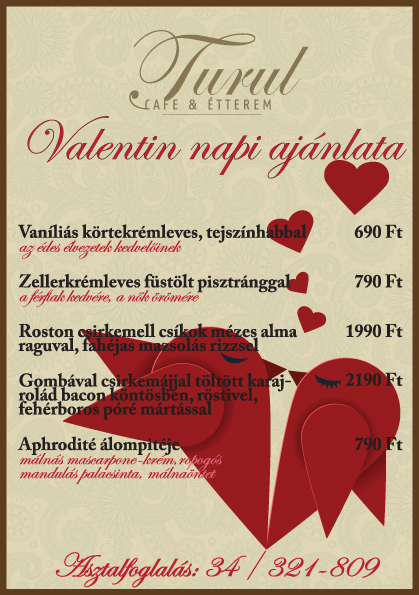 Turul
CAFE & ÉTTEREM
Valentin napi ajánlata
Vaníliás körtekrémleves, tejszínhabbal 690 Ft
az édes élvezetek kedvelőinek
Zellerkrémleves füstölt pisztránggal 790 Ft
a férfiak kedvére, a nők örömére
Roston csirkemell csíkok mézes alma 1990 Ft
raguval, fahéjas mazsolás rizzsel
Gombával csirkemájjal töltött karaj- 2190 Ft
rolád bacon köntösben, röstivel,
fehérboros póré mártással
Aphrodité álompitéje 790 Ft
málnás mascarpone-krém, ropogós
mandulás palacsinta, málnaöntet
Asztalfoglalás: 34 / 321-809